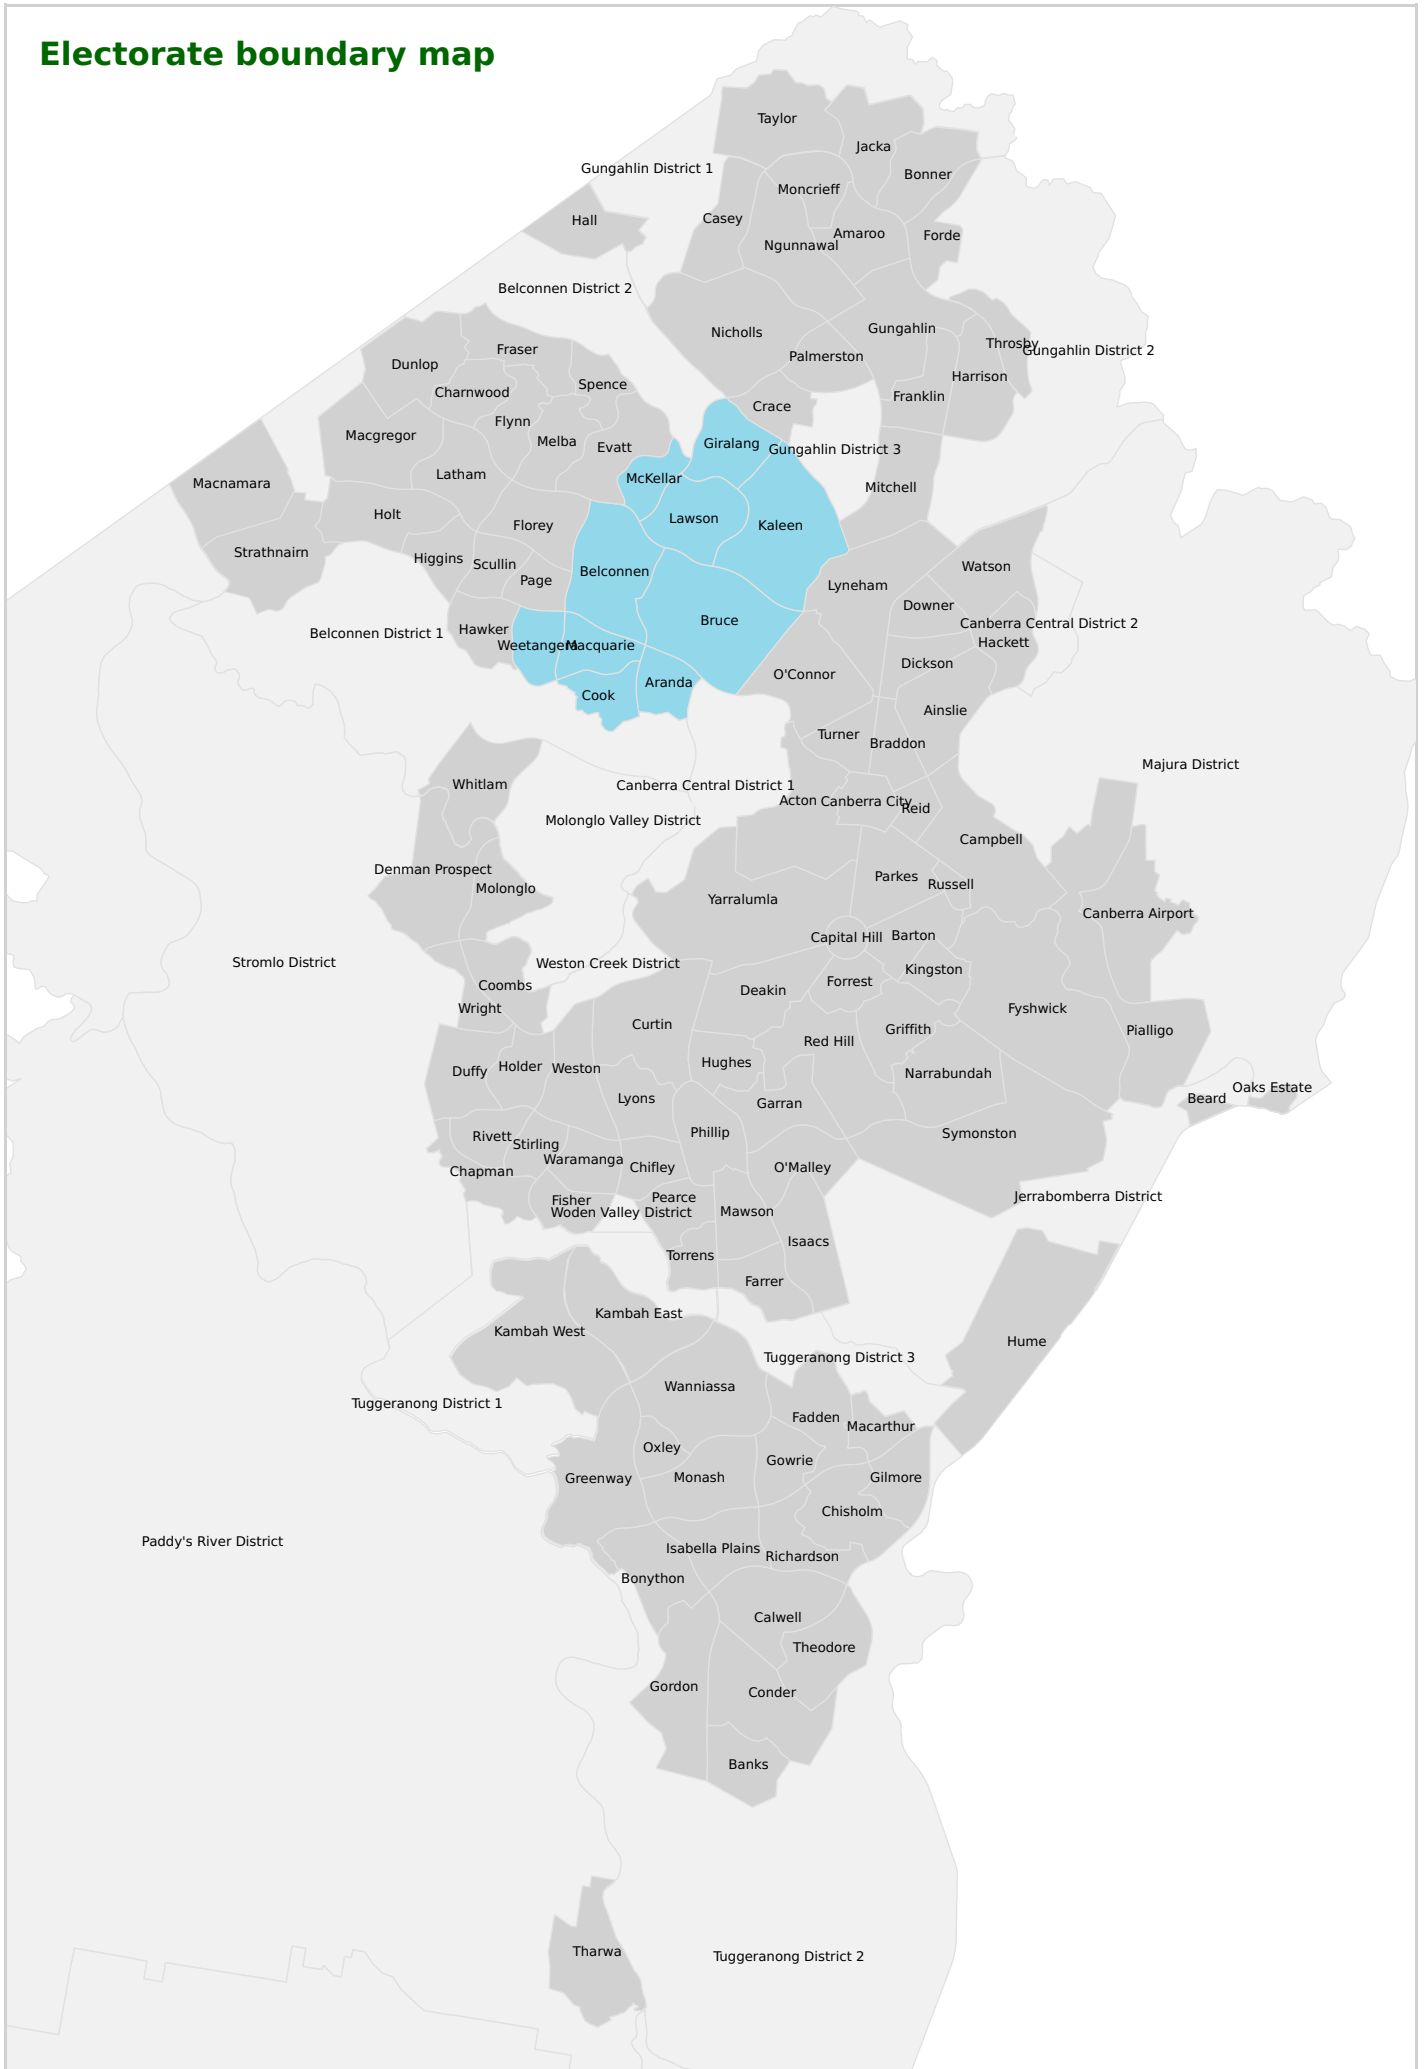 Electorate boundary map
Taylor
Jacka
Gungahlin District 1
Bonner
Moncrieff
Hall
Casey
Amaroo
Forde
Ngunnawal
Belconnen District 2
Gungahlin
Nicholls
Throsby
Fraser
Gungahlin District 2
Palmerston
Dunlop
Harrison
Spence
Charnwood
Franklin
Crace
Flynn
Macgregor
Melba
Giralang
Evatt
Gungahlin District 3
Latham
McKellar
Macnamara
Mitchell
Holt
Lawson
Florey
Kaleen
Strathnairn
Higgins
Scullin
Watson
Belconnen
Page
Lyneham
Downer
Bruce
Canberra Central District 2
Hawker
Belconnen District 1
Hackett
Weetangera
Macquarie
Dickson
O'Connor
Aranda
Cook
Ainslie
Turner
Braddon
Majura District
Whitlam
Canberra Central District 1
Acton
Canberra City
Reid
Molonglo Valley District
Campbell
Denman Prospect
Parkes
Russell
Molonglo
Yarralumla
Canberra Airport
Capital Hill
Barton
Stromlo District
Weston Creek District
Kingston
Forrest
Coombs
Deakin
Wright
Fyshwick
Curtin
Griffith
Pialligo
Red Hill
Hughes
Holder
Weston
Duffy
Narrabundah
Oaks Estate
Lyons
Beard
Garran
Phillip
Symonston
Rivett
Stirling
Waramanga
Chifley
O'Malley
Chapman
Jerrabomberra District
Pearce
Fisher
Woden Valley District
Mawson
Isaacs
Torrens
Farrer
Kambah East
Kambah West
Hume
Tuggeranong District 3
Wanniassa
Tuggeranong District 1
Fadden
Macarthur
Oxley
Gowrie
Greenway
Monash
Gilmore
Chisholm
Paddy's River District
Isabella Plains
Richardson
Bonython
Calwell
Theodore
Gordon
Conder
Banks
Tharwa
Tuggeranong District 2